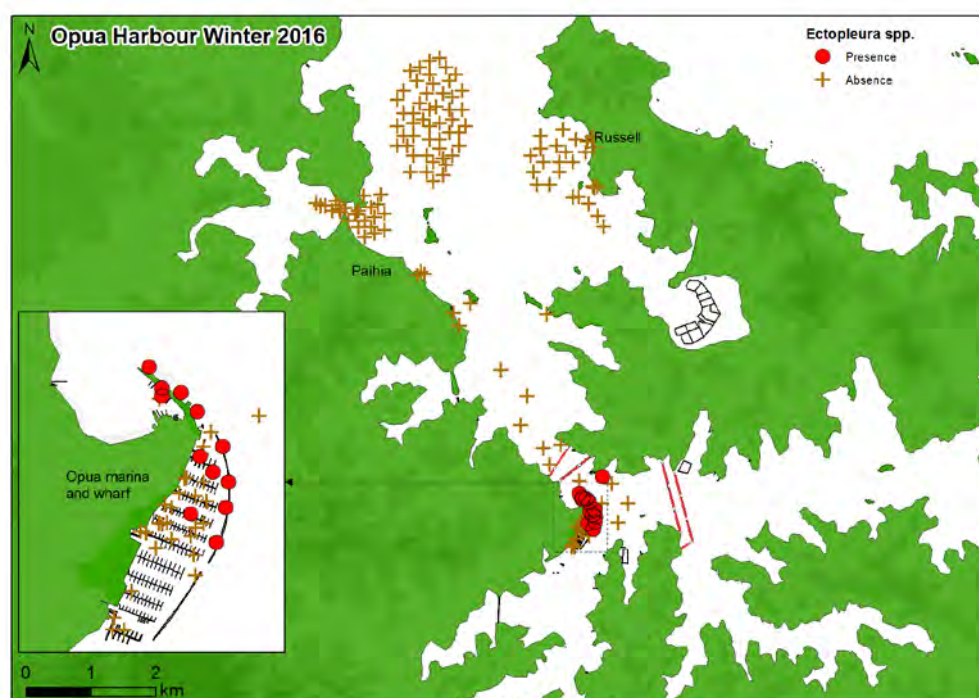 Opua Harbour Winter 2016
N
Ectopleura spp.
Presence
Absence
Russell
Paihia
Opua marina
and wharf
0 1 2
km